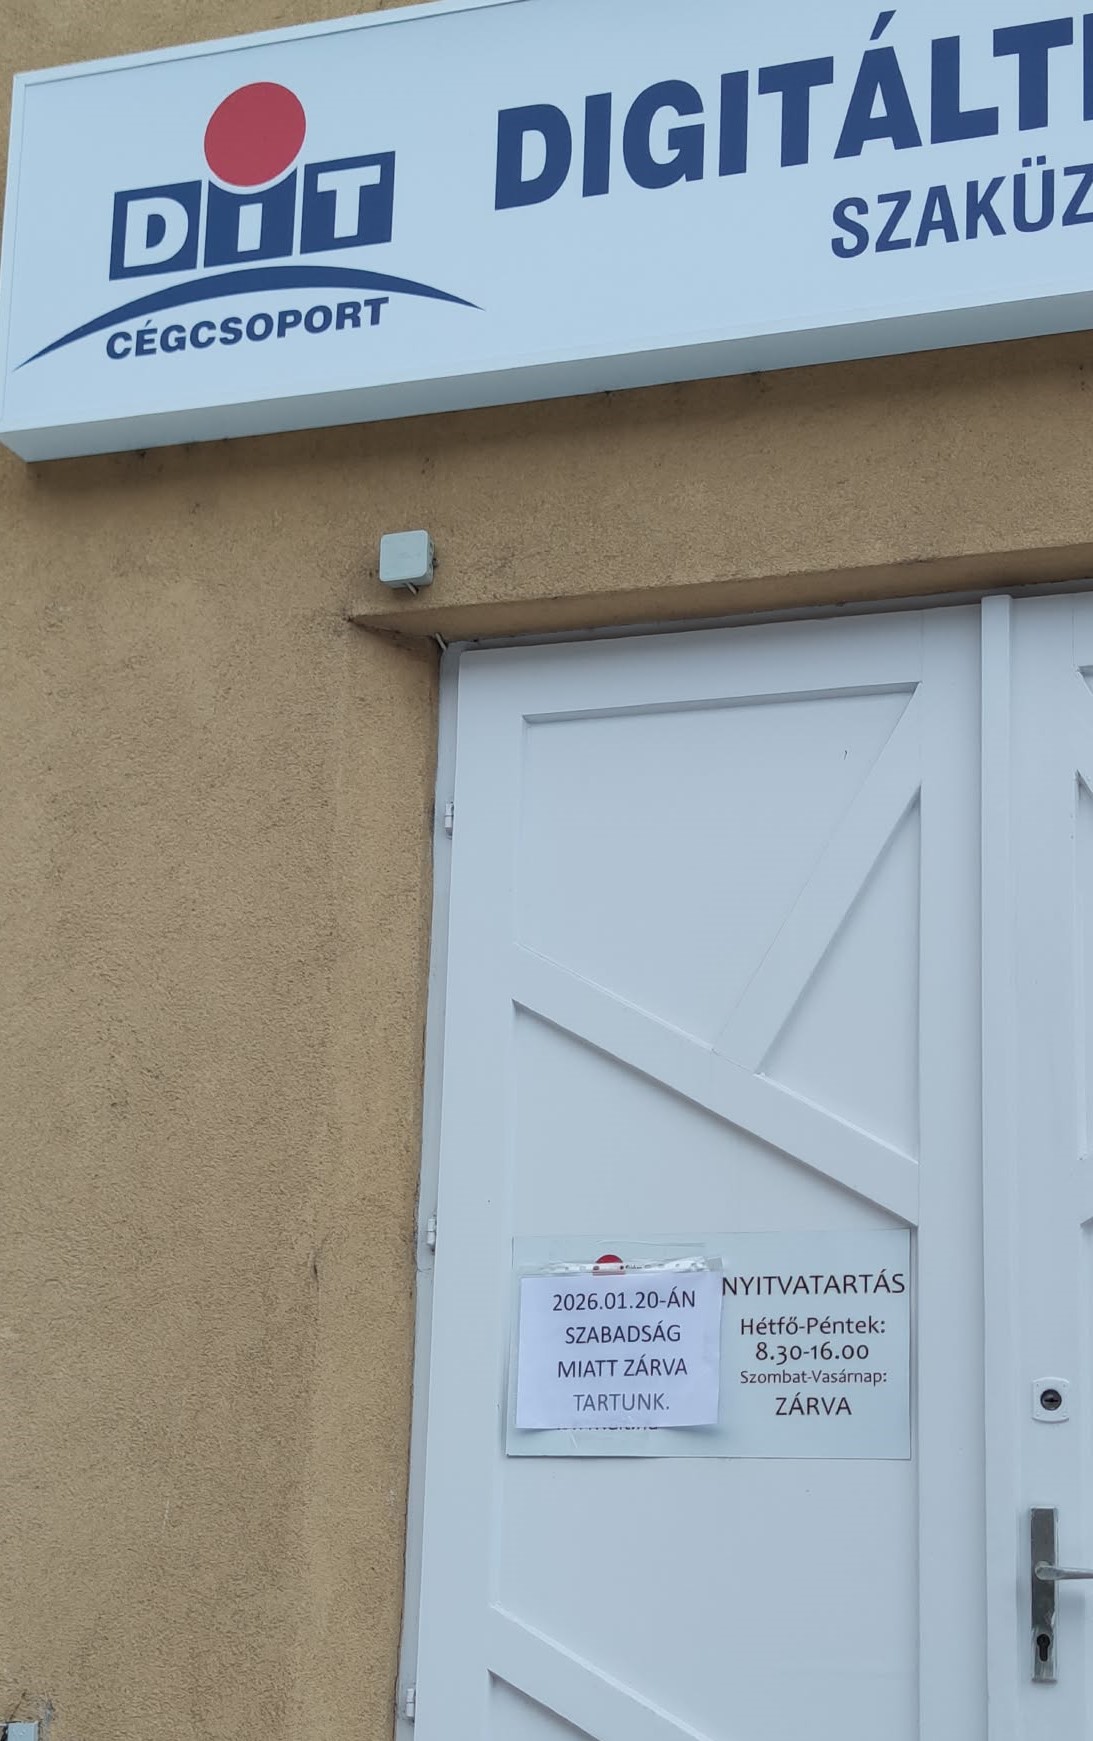 DIT
CÉGCSOPORT
DIGITÁLT
SZAKÜZ
2026.01.20-ÁN
SZABADSÁG
MIATT ZÁRVA
TARTUNK.
NYITVATARTÁS
Hétfő-Péntek:
8.30-16.00
Szombat-Vasárnap:
ZÁRVA